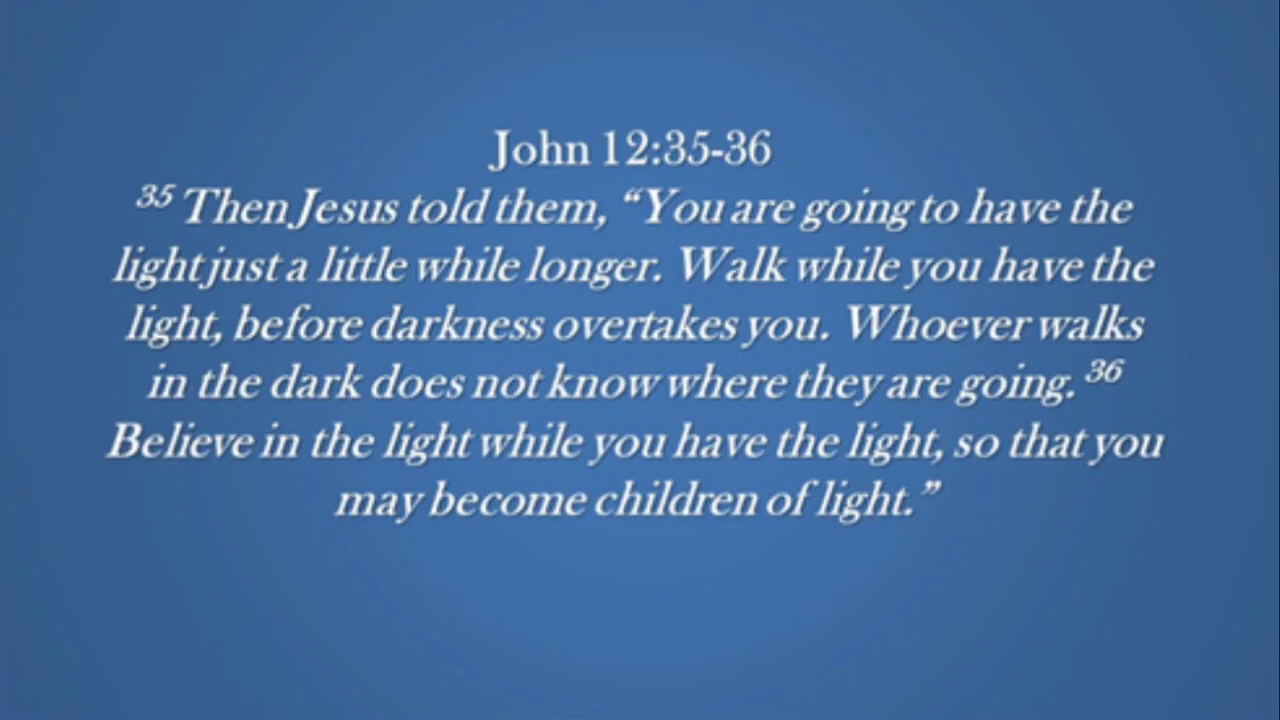 John 12:35-36
35 Then Jesus told them, “You are going to have the
light just a little while longer. Walk while you have the
light, before darkness overtakes you. Whoever walks
in the dark does not know where they are going. 36
Believe in the light while you have the light, so that you
may become children of light.”